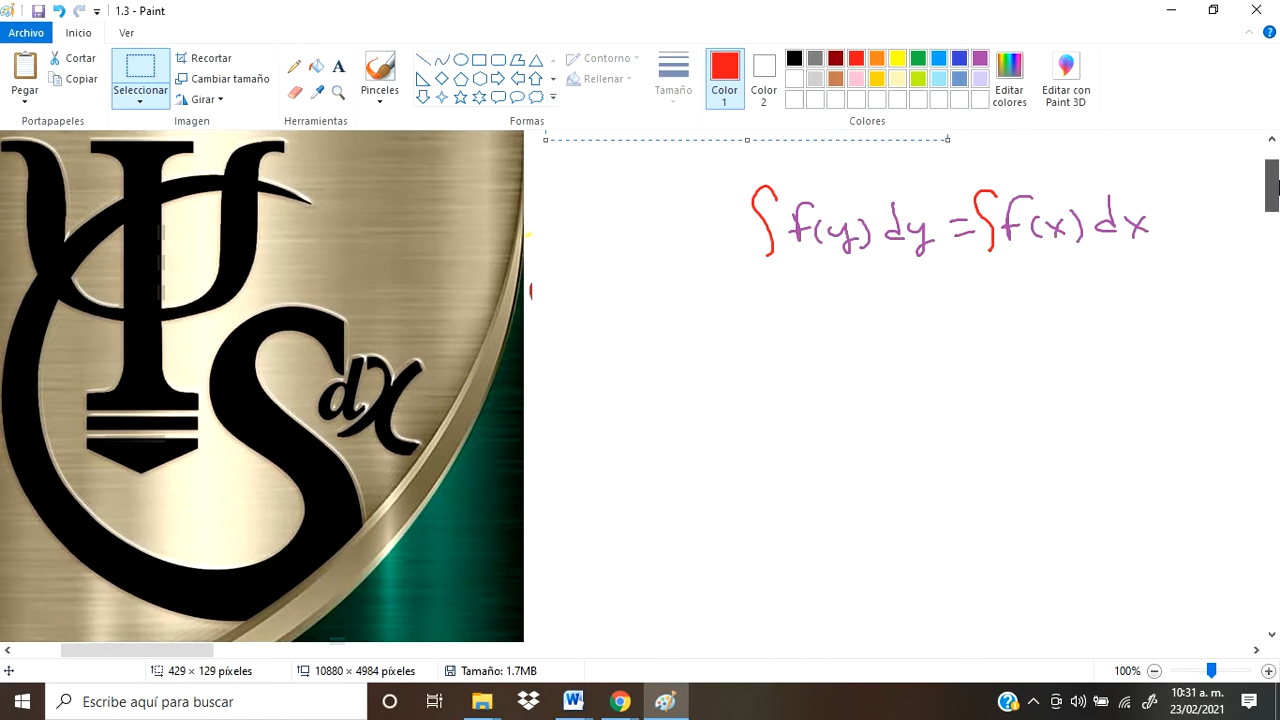 1.3 - Paint
Archivo Inicio Ver
Pegar
Cortar
Copiar
Portapapeles
Seleccionar
Recortar
Cambiar tamaño
Girar
Imagen
A
Herramientas
Pinceles
Contorno
Rellenar
Formas
Tamaño
Color 1
Color 2
Editar colores
Editar con Paint 3D
Colores
∫ f(y) dy = ∫ f(x) dx
dx
429 × 129 píxeles 10880 × 4984 píxeles Tamaño: 1.7MB 100%
Escribe aquí para buscar
10:31 a. m.
23/02/2021